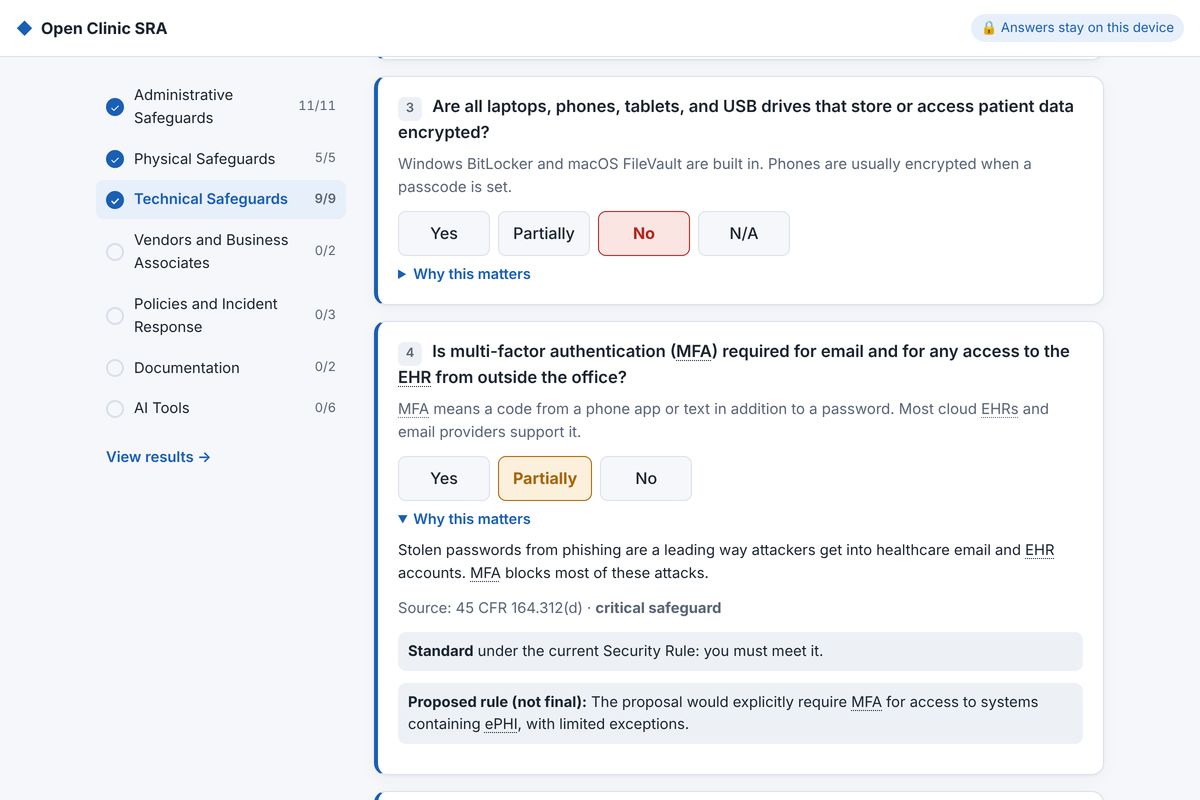 Open Clinic SRA
Answers stay on this device
Administrative
Safeguards
11/11
Physical Safeguards
5/5
Technical Safeguards
9/9
Vendors and Business
Associates
0/2
Policies and Incident
Response
0/3
Documentation
0/2
AI Tools
0/6
View results →
3 Are all laptops, phones, tablets, and USB drives that store or access patient data
encrypted?
Windows BitLocker and macOS FileVault are built in. Phones are usually encrypted when a
passcode is set.
Yes
Partially
No
N/A
Why this matters
4 Is multi-factor authentication (MFA) required for email and for any access to the
EHR from outside the office?
MFA means a code from a phone app or text in addition to a password. Most cloud EHRs and
email providers support it.
Yes
Partially
No
Why this matters
Stolen passwords from phishing are a leading way attackers get into healthcare email and EHR
accounts. MFA blocks most of these attacks.
Source: 45 CFR 164.312(d) · critical safeguard
Standard under the current Security Rule: you must meet it.
Proposed rule (not final): The proposal would explicitly require MFA for access to systems
containing ePHI, with limited exceptions.